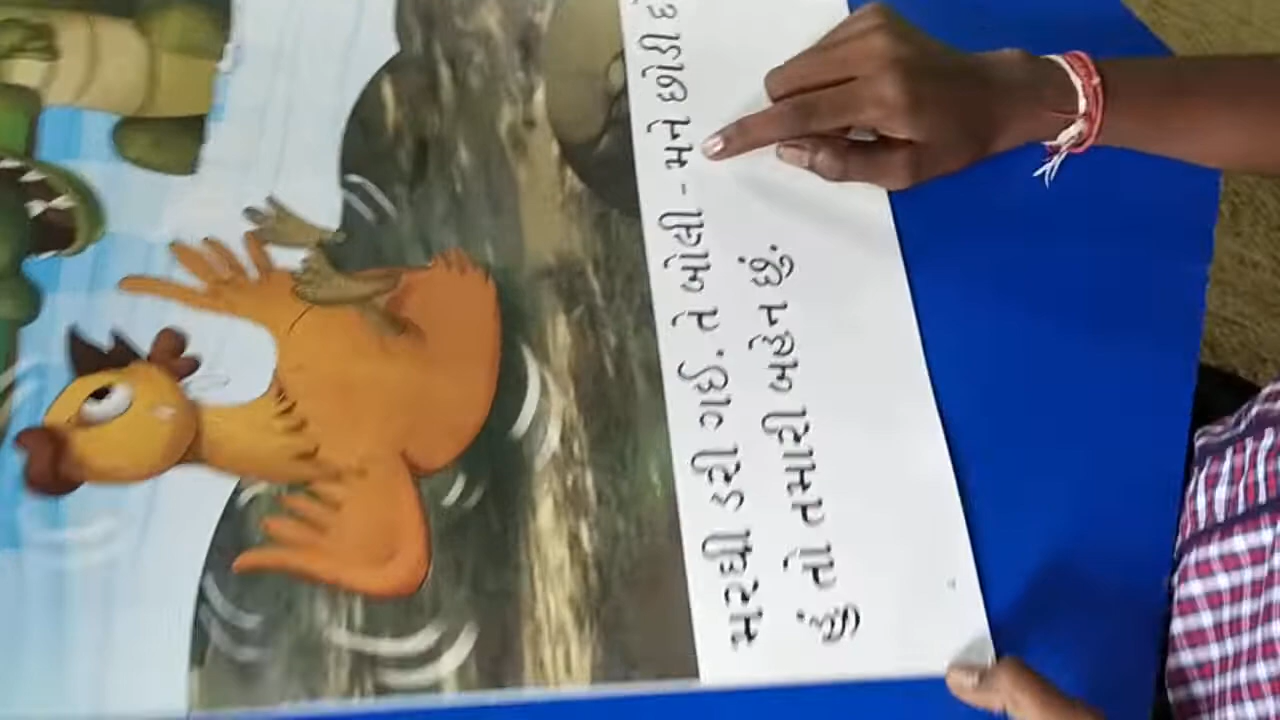 મરઘી ડરી ગઈ. તે બોલી - મને છોડી
હું તો તમારી બહેન છું.